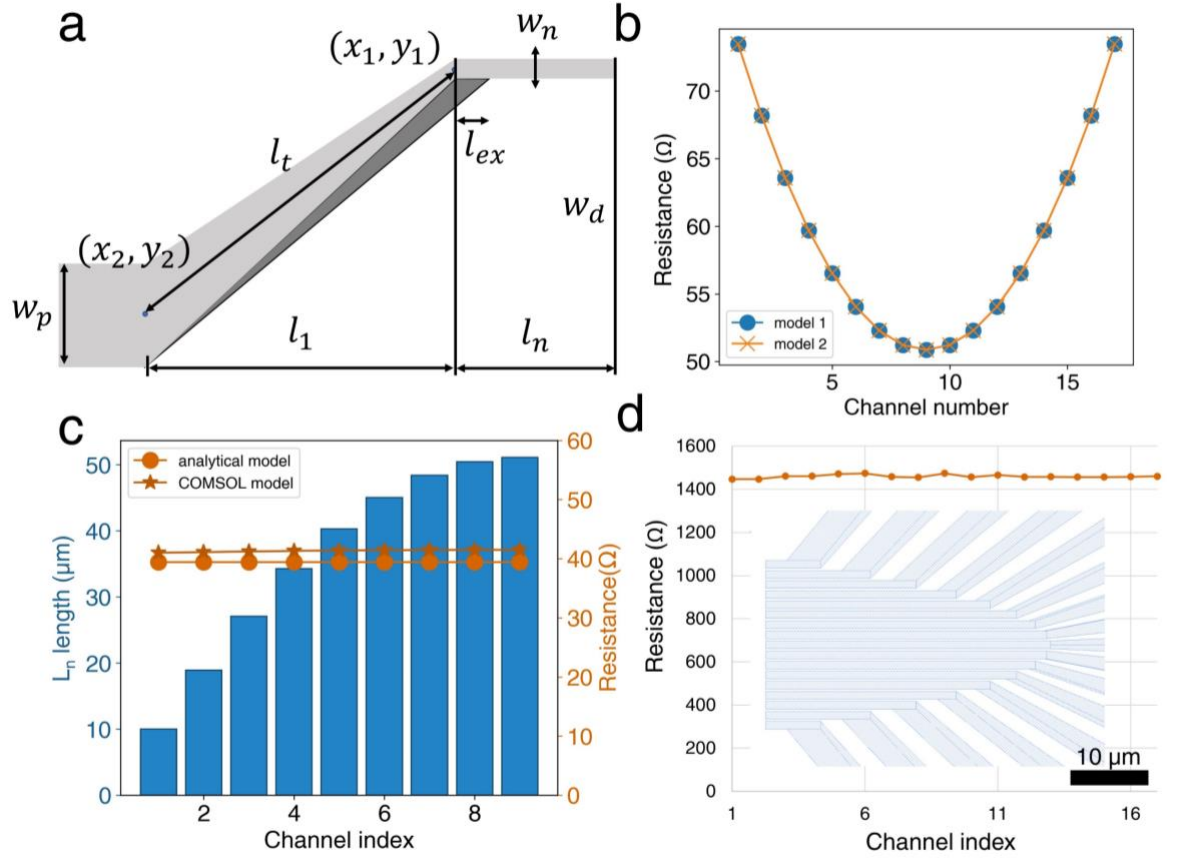 a
(x₁, y₁)
wₙ
lₜ
lₑₓ
w_d
(x₂, y₂)
wₚ
l₁
lₙ
b
Resistance (Ω)
70
65
60
55
50
model 1
model 2
5 10 15
Channel number
c
Lₙ length (μm)
50
40
30
20
10
0
analytical model
COMSOL model
60
50
40
30
20
10
0
Resistance(Ω)
2 4 6 8
Channel index
d
Resistance (Ω)
1600
1400
1200
1000
800
600
400
200
0
10 μm
1 6 11 16
Channel index